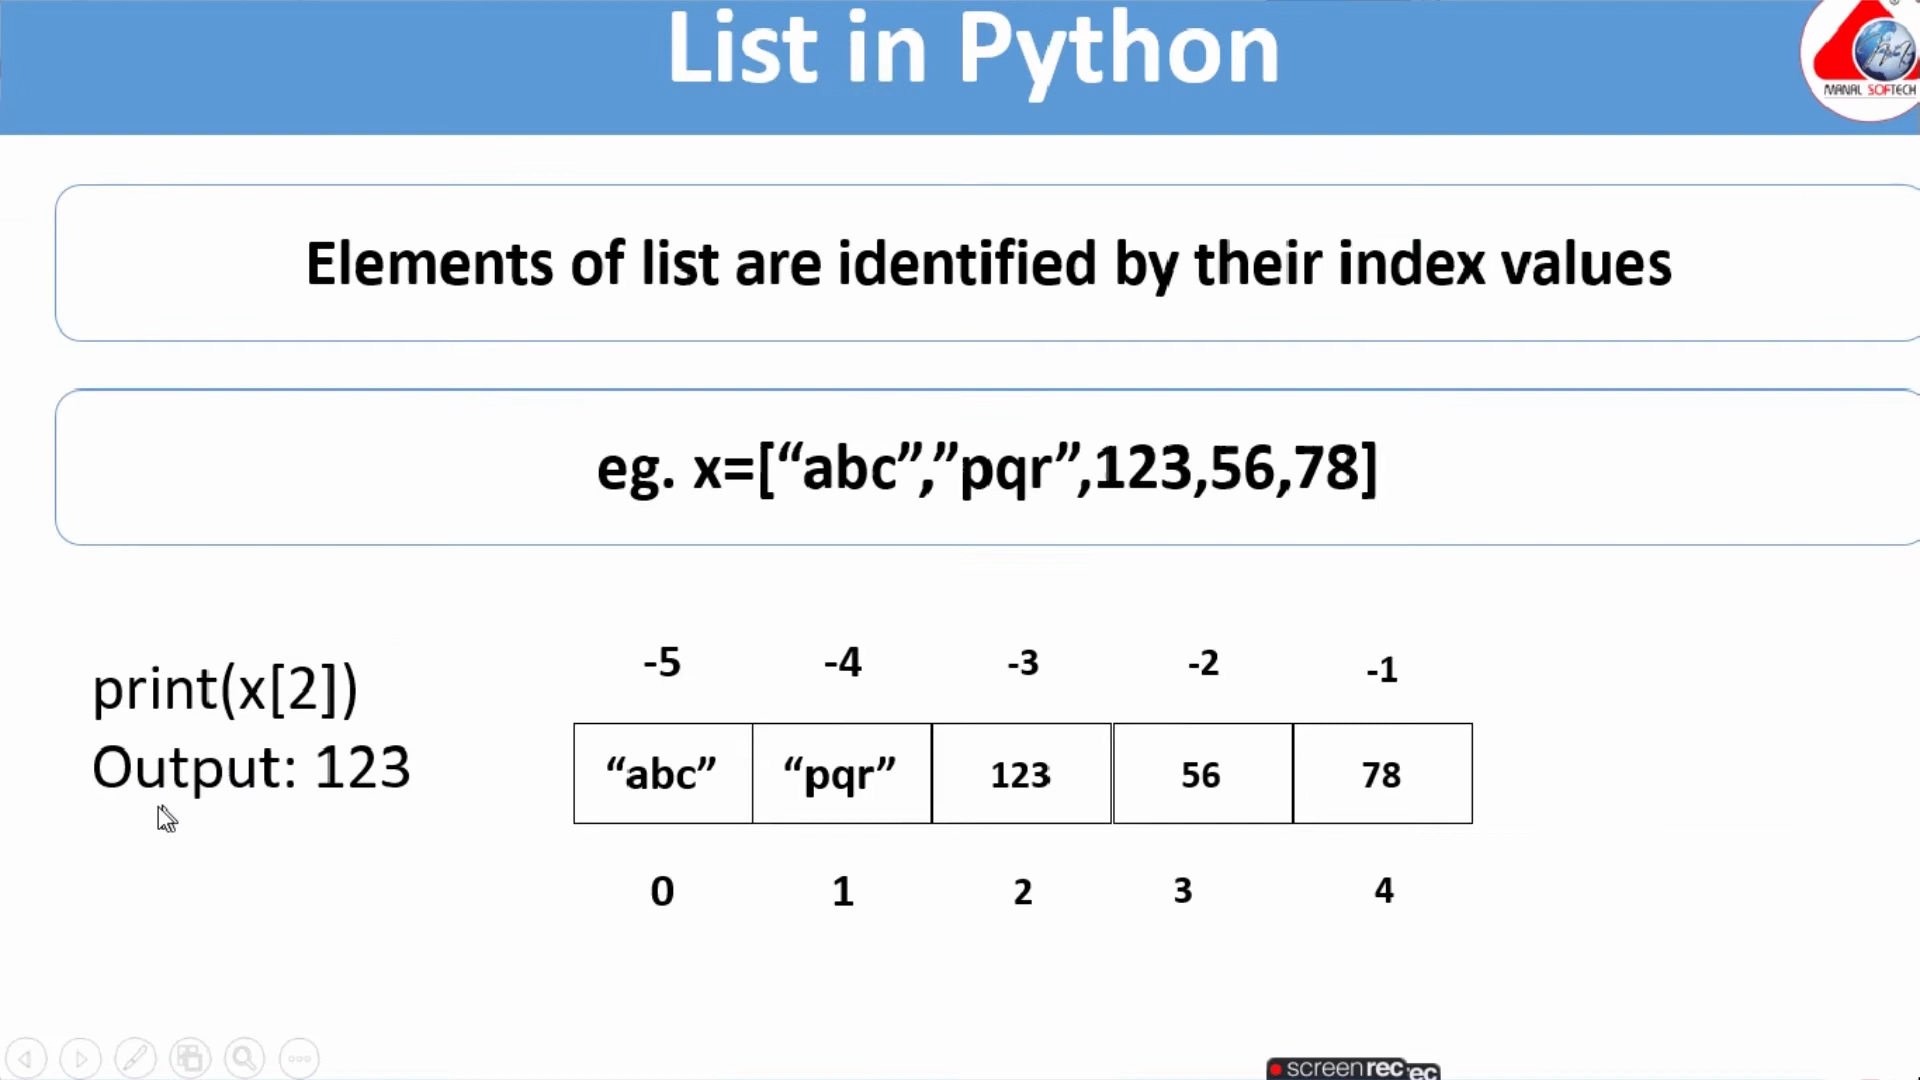 List in Python
MANAL SOFTECH
Elements of list are identified by their index values
eg. x=[“abc”,”pqr”,123,56,78]
print(x[2])
Output: 123
-5 -4 -3 -2 -1
“abc” “pqr” 123 56 78
0 1 2 3 4
screenrec
ec